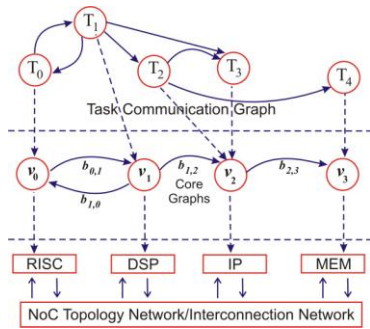 T1
T0
T2
T3
T4
Task Communication Graph
v0
b0,1
v1
b1,2
v2
b2,3
v3
b1,0
Core
Graphs
RISC
DSP
IP
MEM
NoC Topology Network/Interconnection Network